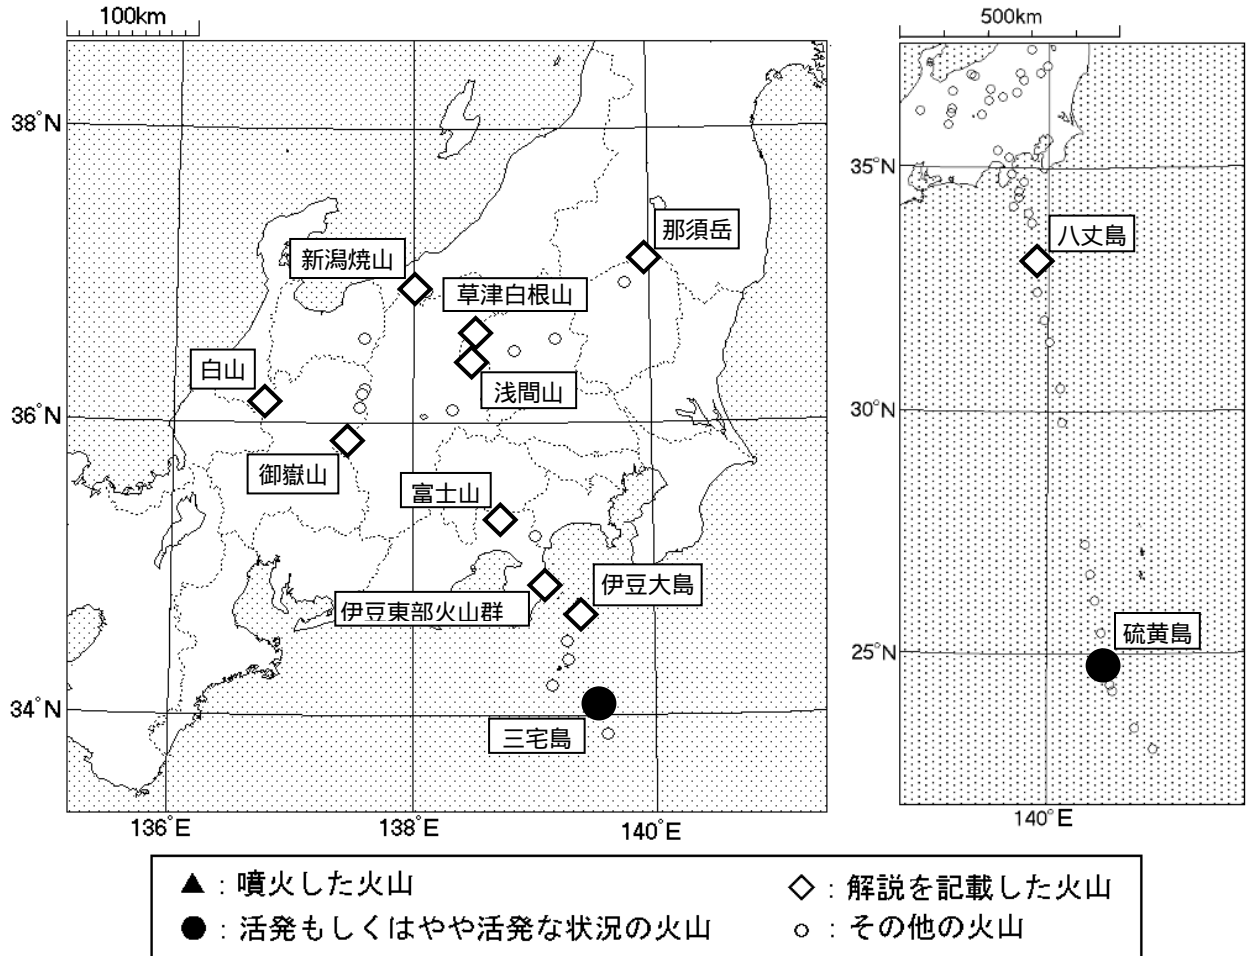 100km
500km
38°N
36°N
34°N
136°E
138°E
140°E
35°N
30°N
25°N
140°E
那須岳
新潟焼山
草津白根山
白山
浅間山
御嶽山
富士山
伊豆大島
伊豆東部火山群
三宅島
八丈島
硫黄島
▲：噴火した火山
◇：解説を記載した火山
●：活発もしくはやや活発な状況の火山
○：その他の火山